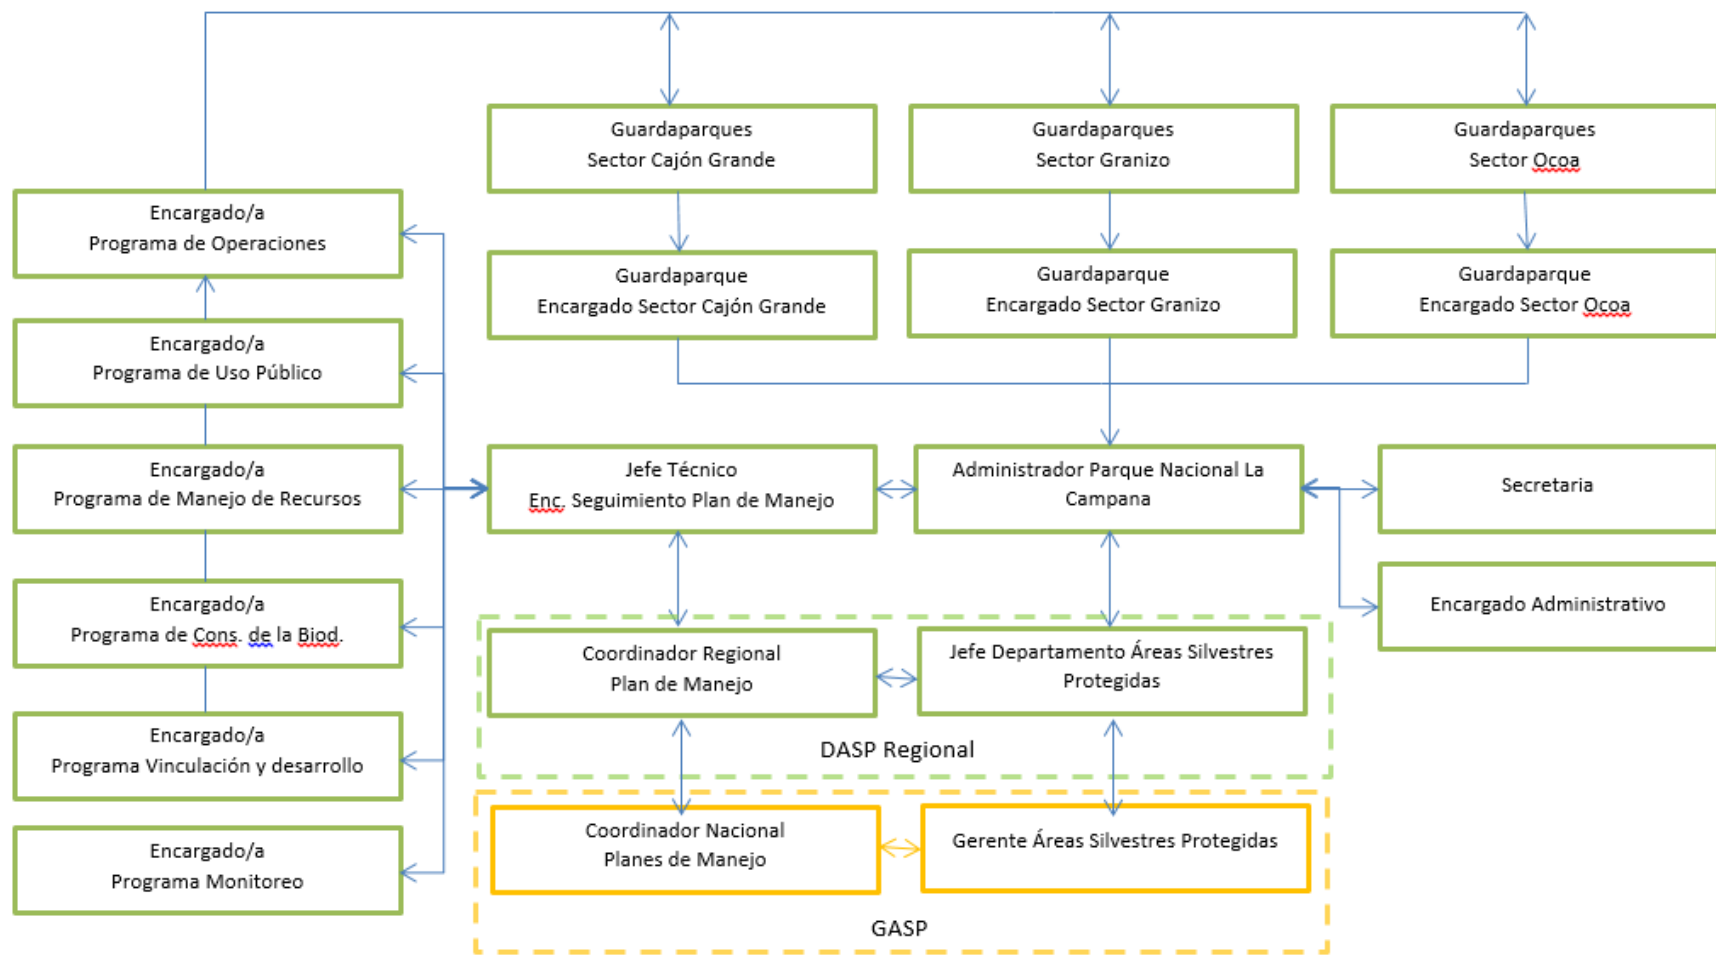 Guardaparques
Sector Cajón Grande
Guardaparques
Sector Granizo
Guardaparques
Sector Ocoa
Encargado/a
Programa de Operaciones
Guardaparque
Encargado Sector Cajón Grande
Guardaparque
Encargado Sector Granizo
Guardaparque
Encargado Sector Ocoa
Encargado/a
Programa de Uso Público
Encargado/a
Programa de Manejo de Recursos
Jefe Técnico
Enc. Seguimiento Plan de Manejo
Administrador Parque Nacional La
Campana
Secretaria
Encargado/a
Programa de Cons. de la Biod.
Encargado Administrativo
Coordinador Regional
Plan de Manejo
Jefe Departamento Áreas Silvestres
Protegidas
DASP Regional
Encargado/a
Programa Vinculación y desarrollo
Encargado/a
Programa Monitoreo
Coordinador Nacional
Planes de Manejo
Gerente Áreas Silvestres Protegidas
GASP